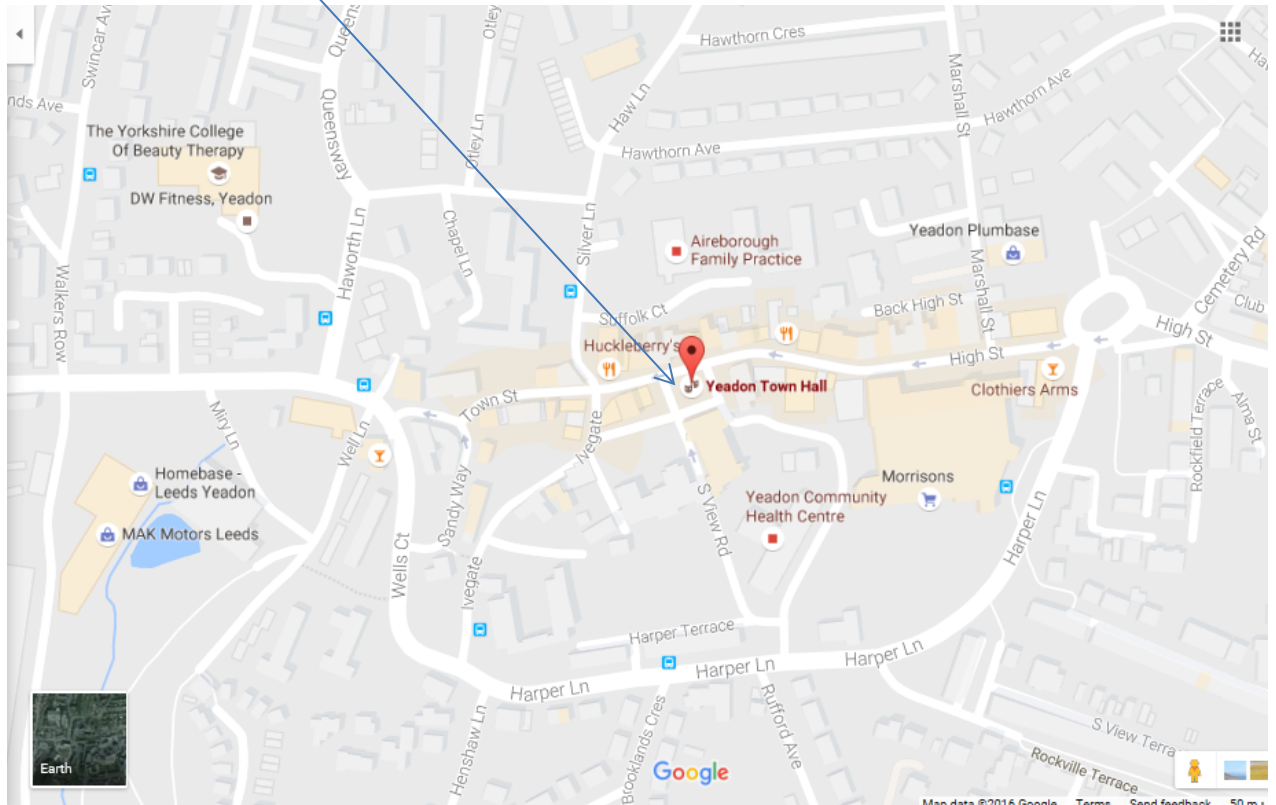 Swincar Av
Queens
Otley
Hawthorn Cres
Marshall St
Haw
nds Ave
Queensway
Haw Ln
Hawthorn Ave
Hawthorn Ave
The Yorkshire College
Of Beauty Therapy
Otley Ln
DW Fitness, Yeadon
Haworth Ln
Chapel Ln
Silver Ln
Aireborough
Family Practice
Yeadon Plumbase
Marshall St
Cemetery Rd
Walkers Row
Suffolk Ct
Back High St
Club
High St
Huckleberry's
High St
Yeadon Town Hall
Clothiers Arms
Town St
Miry Ln
Well Ln
Ivegate
Rockfield Terrace
Alma St
Homebase -
Leeds Yeadon
Morrisons
Sandy Way
S View Rd
Yeadon Community
Health Centre
MAK Motors Leeds
Harper Ln
Wells Ct
Ivegate
Harper Terrace
Harper Ln
Harper Ln
Harper Ln
Henshaw Ln
Brooklands Cres
Rufford Ave
S View Terra
Rockville Terrace
Earth
Google
Map data ©2016 Google Terms Send feedback 50 m